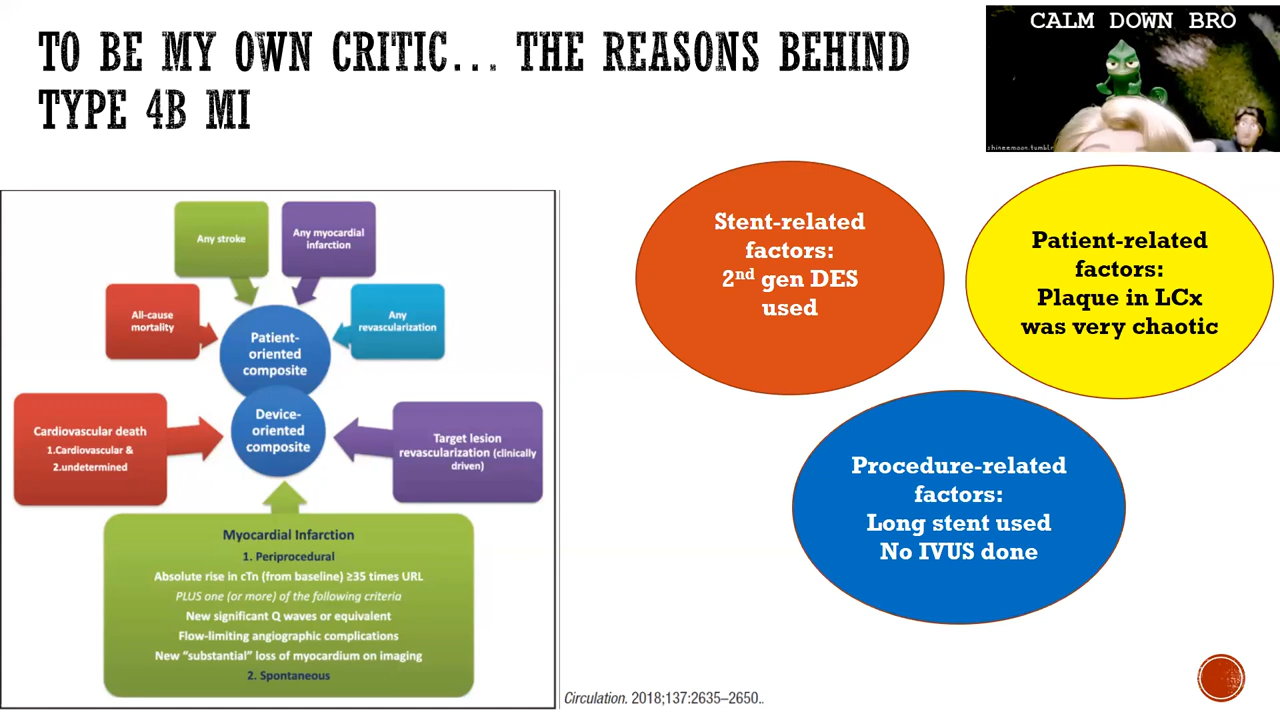 TO BE MY OWN CRITIC... THE REASONS BEHIND
TYPE 4B MI
CALM DOWN BRO
shineemoon.tumblr
Any stroke
Any myocardial
infarction
All-cause
mortality
Any
revascularization
Patient-
oriented
composite
Device-
oriented
composite
Cardiovascular death
1.Cardiovascular &
2.undetermined
Target lesion
revascularization (clinically
driven)
Myocardial Infarction
1. Periprocedural
Absolute rise in cTn (from baseline) ≥35 times URL
PLUS one (or more) of the following criteria
New significant Q waves or equivalent
Flow-limiting angiographic complications
New “substantial” loss of myocardium on imaging
2. Spontaneous
Circulation. 2018;137:2635–2650..
Stent-related
factors:
2nd gen DES
used
Patient-related
factors:
Plaque in LCx
was very chaotic
Procedure-related
factors:
Long stent used
No IVUS done